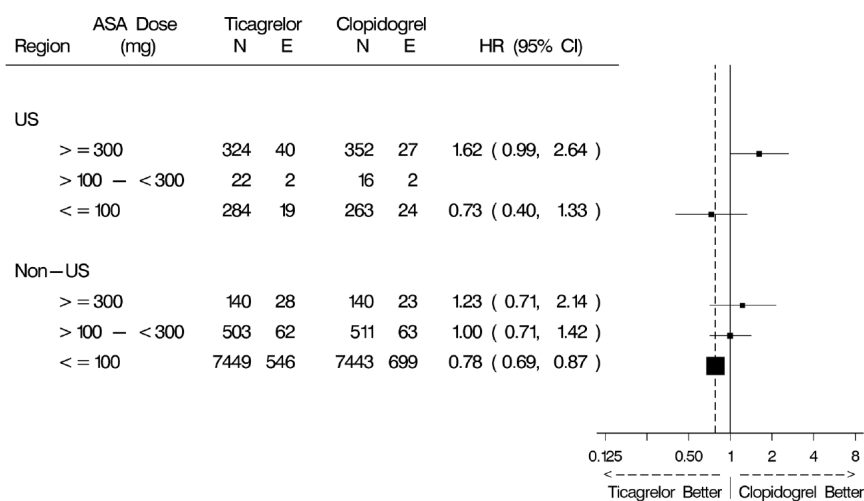 ASA Dose Ticagrelor Clopidogrel
Region (mg) N E N E HR (95% CI)
US
>=300 324 40 352 27 1.62 ( 0.99, 2.64 )
>100 − <300 22 2 16 2
<=100 284 19 263 24 0.73 ( 0.40, 1.33 )
Non−US
>=300 140 28 140 23 1.23 ( 0.71, 2.14 )
>100 − <300 503 62 511 63 1.00 ( 0.71, 1.42 )
<=100 7449 546 7443 699 0.78 ( 0.69, 0.87 )
0.125 0.50 1 2 4 8
Ticagrelor Better Clopidogrel Better